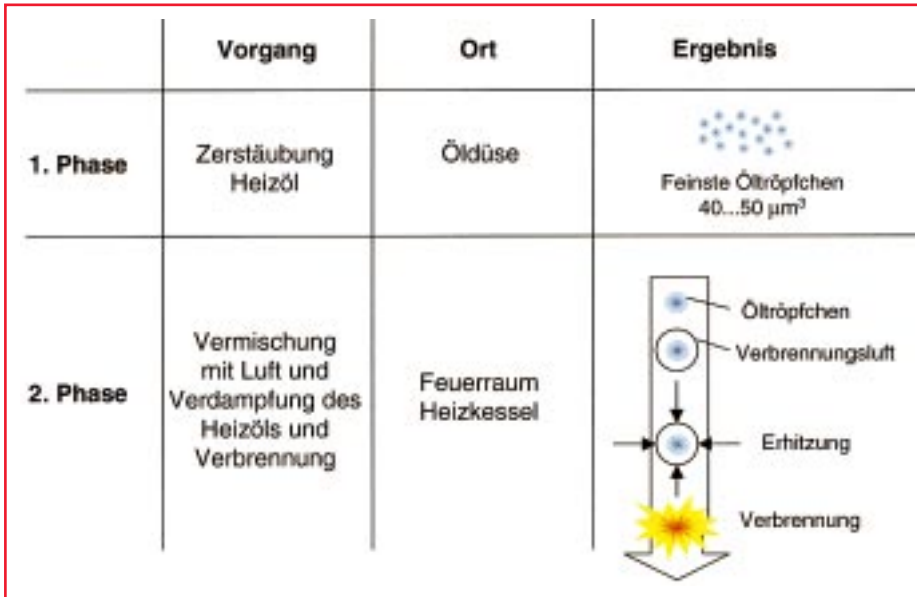 Vorgang
Ort
Ergebnis
1. Phase
Zerstäubung
Heizöl
Öldüse
Feinste Öltröpfchen
40...50 µm³
2. Phase
Vermischung
mit Luft und
Verdampfung des
Heizöls und
Verbrennung
Feuerraum
Heizkessel
Öltröpfchen
Verbrennungsluft
Erhitzung
Verbrennung